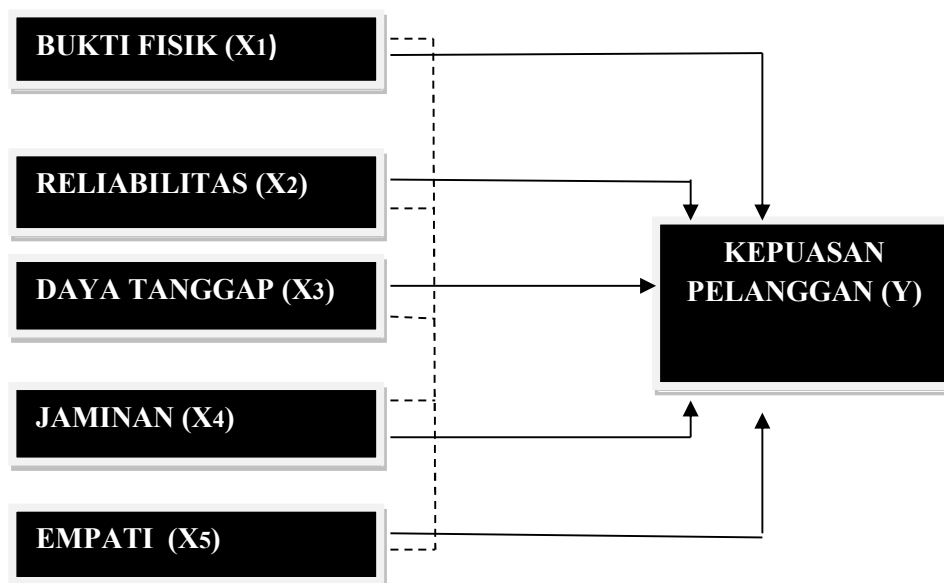 BUKTI FISIK (X1)
RELIABILITAS (X2)
DAYA TANGGAP (X3)
JAMINAN (X4)
EMPATI (X5)
KEPUASAN
PELANGGAN (Y)